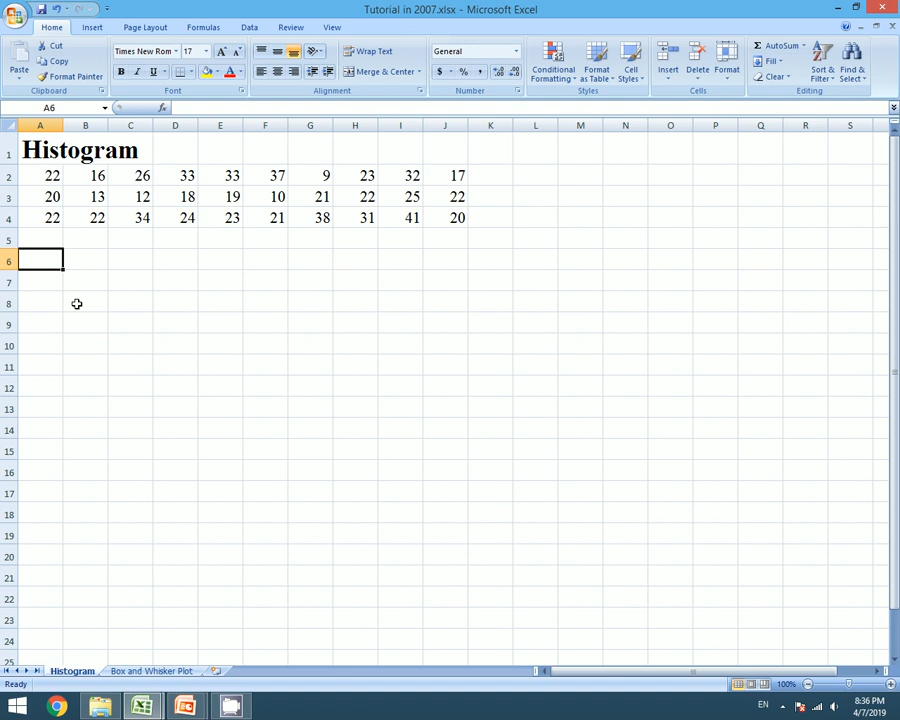 Tutorial in 2007.xlsx - Microsoft Excel
Home Insert Page Layout Formulas Data Review View
Paste Cut Copy Format Painter Clipboard
Times New Rom 17 A A B I U A Font
Wrap Text Merge & Center Alignment
General $ % , .0 .00 .00 .0 Number
Conditional Formatting Format as Table Cell Styles Styles
Insert Delete Format Cells
Σ AutoSum Fill Clear Sort & Filter Find & Select Editing
A6 fx
A B C D E F G H I J K L M N O P Q R S
1 Histogram
2 22 16 26 33 33 37 9 23 32 17
3 20 13 12 18 19 10 21 22 25 22
4 22 22 34 24 23 21 38 31 41 20
5
6
7
8
9
10
11
12
13
14
15
16
17
18
19
20
21
22
23
24
25
Histogram Box and Whisker Plot
Ready 100%
EN 8:36 PM
4/7/2019